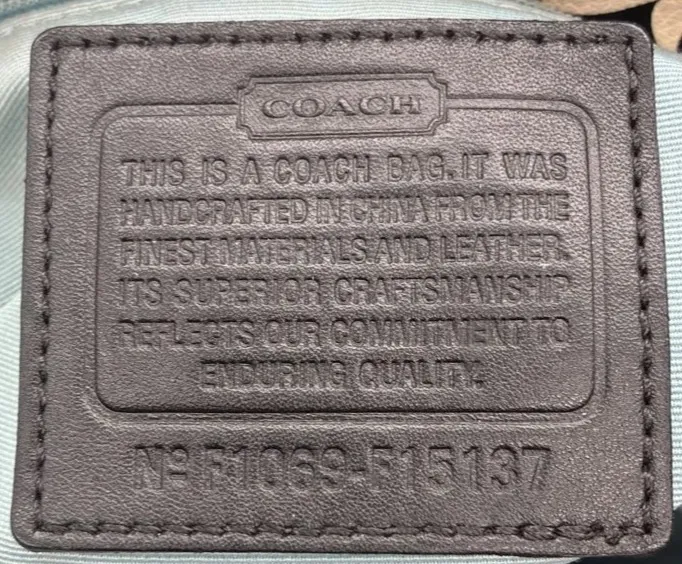 COACH
THIS IS A COACH BAG. IT WAS
HANDCRAFTED IN CHINA FROM THE
FINEST MATERIALS AND LEATHER.
ITS SUPERIOR CRAFTSMANSHIP
REFLECTS OUR COMMITMENT TO
ENDURING QUALITY.
Nº F1069-F15137